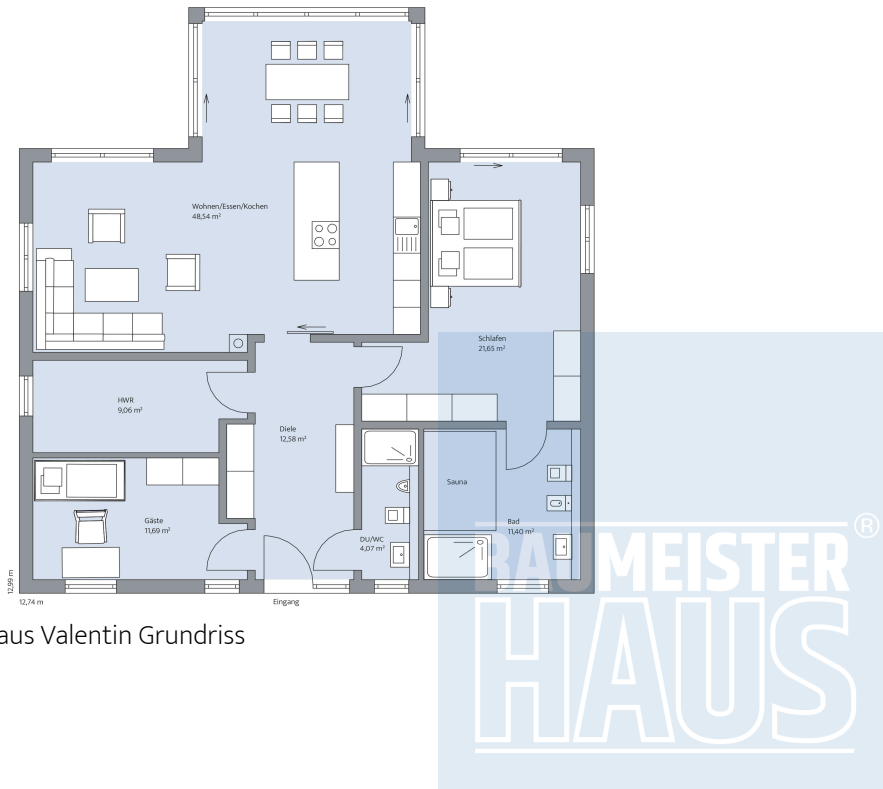 Wohnen/Essen/Kochen
48,54 m²
Schlafen
21,65 m²
HWR
9,06 m²
Diele
12,58 m²
Sauna
Gäste
11,69 m²
Bad
11,40 m²
DU/WC
4,07 m²
12,99 m
12,74 m
Eingang
aus Valentin Grundriss
BAUMEISTER®
HAUS